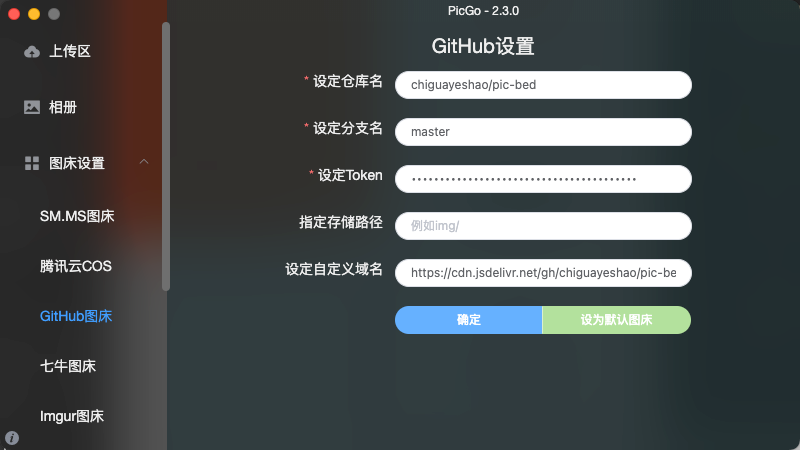 PicGo - 2.3.0
上传区
相册
图床设置
SM.MS图床
腾讯云COS
GitHub图床
七牛图床
Imgur图床
GitHub设置
* 设定仓库名
chiguayeshao/pic-bed
* 设定分支名
master
* 设定Token
••••••••••••••••••••••••••••••••••••••••
指定存储路径
例如img/
设定自定义域名
https://cdn.jsdelivr.net/gh/chiguayeshao/pic-be
确定
设为默认图床